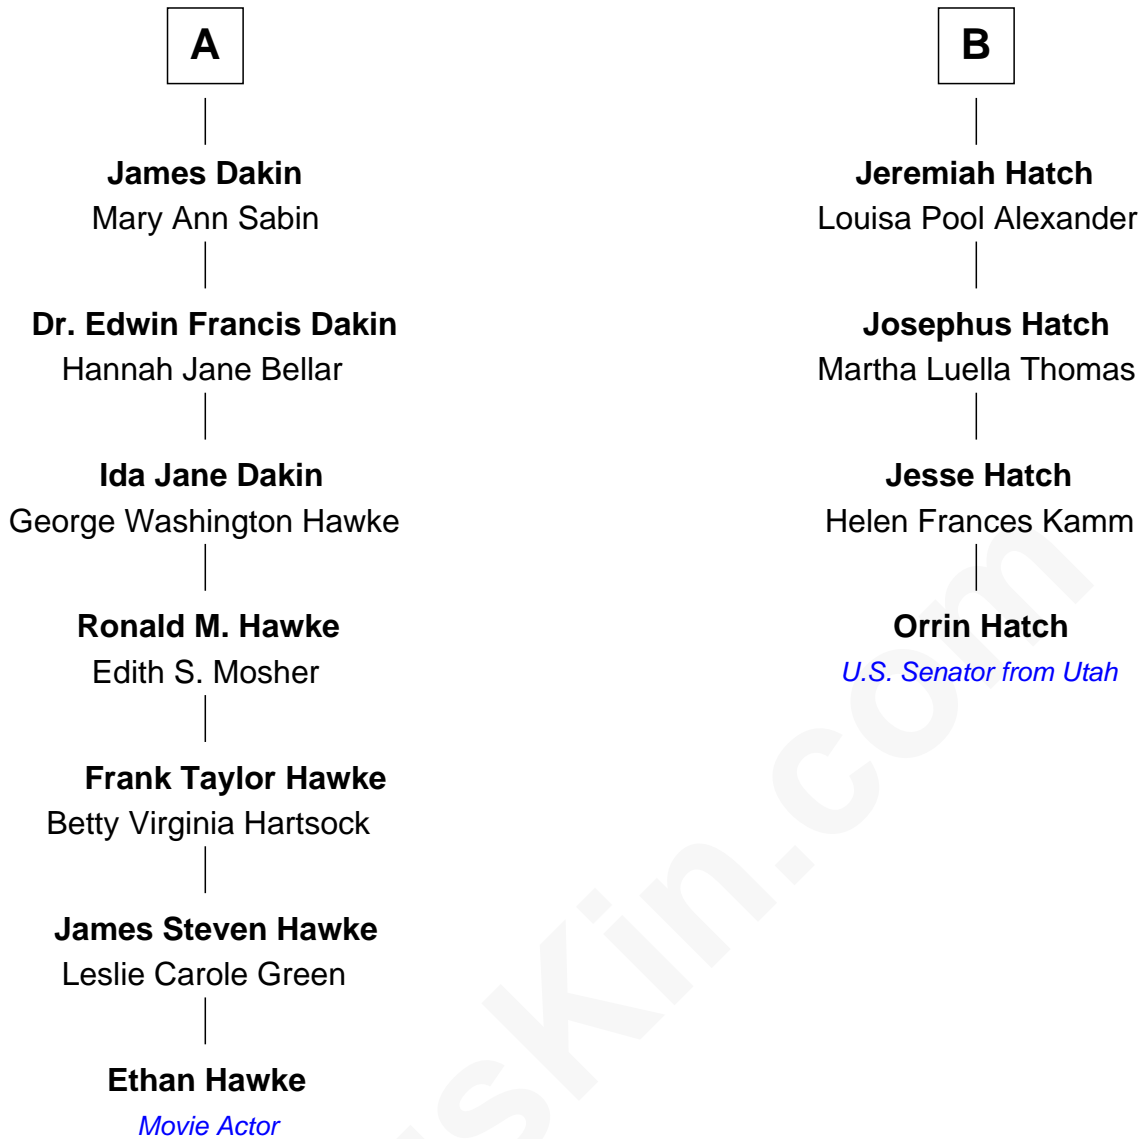 A
James Dakin
Mary Ann Sabin
Dr. Edwin Francis Dakin
Hannah Jane Bellar
Ida Jane Dakin
George Washington Hawke
Ronald M. Hawke
Edith S. Mosher
Frank Taylor Hawke
Betty Virginia Hartsock
James Steven Hawke
Leslie Carole Green
Ethan Hawke
Movie Actor
B
Jeremiah Hatch
Louisa Pool Alexander
Josephus Hatch
Martha Luella Thomas
Jesse Hatch
Helen Frances Kamm
Orrin Hatch
U.S. Senator from Utah